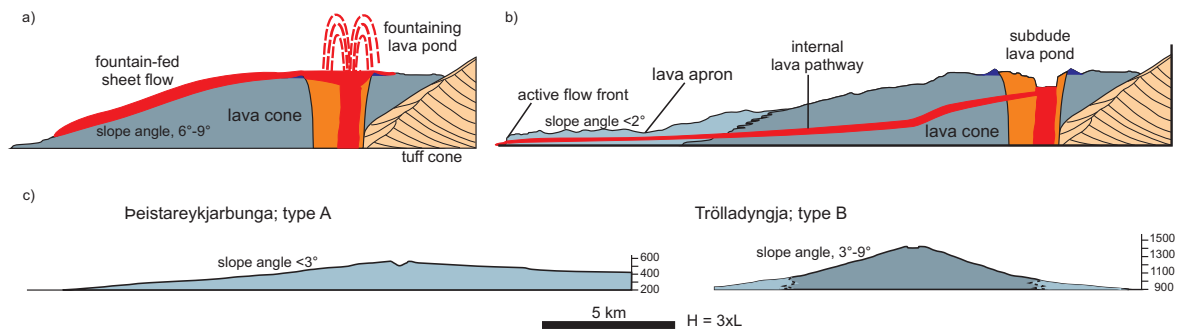 a)
fountaining
lava pond
fountain-fed
sheet flow
lava cone
slope angle, 6°-9°
tuff cone
b)
subdude
lava pond
internal
lava pathway
lava apron
active flow front
slope angle <2°
lava cone
c)
Þeistareykjarbunga; type A
slope angle <3°
600
400
200
Trölladyngja; type B
slope angle, 3°-9°
1500
1300
1100
900
5 km
H = 3xL